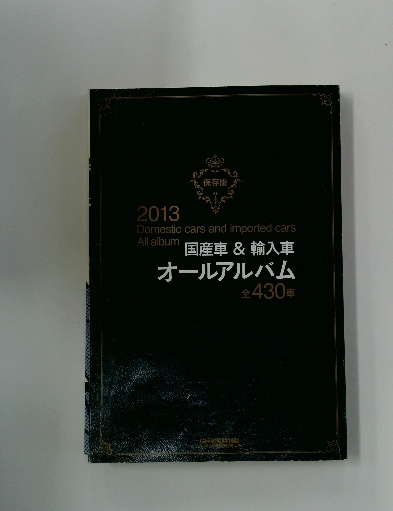 保存版
2013
Domestic cars and imported cars
All album
国産車 & 輸入車
オールアルバム
全430車